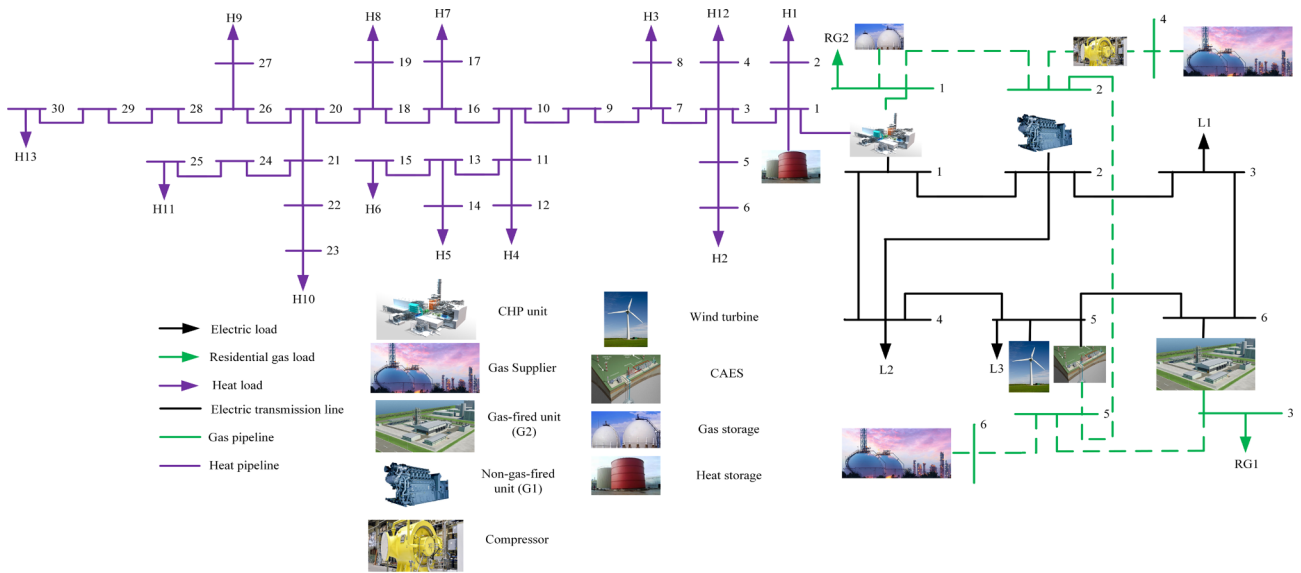 H9
H8
H7
H3
H12
H1
RG2
4
27
19
17
8
4
2
1
2
L1
30
29
28
26
20
18
16
10
9
7
3
1
H13
25
24
21
15
13
11
5
1
2
3
H11
H6
22
14
12
6
23
H5
H4
H2
H10
4
5
6
L2
L3
CHP unit
Wind turbine
Electric load
Residential gas load
Gas Supplier
CAES
Heat load
Electric transmission line
Gas-fired unit
(G2)
Gas storage
6
5
3
Gas pipeline
Heat pipeline
Non-gas-fired
unit (G1)
Heat storage
RG1
Compressor